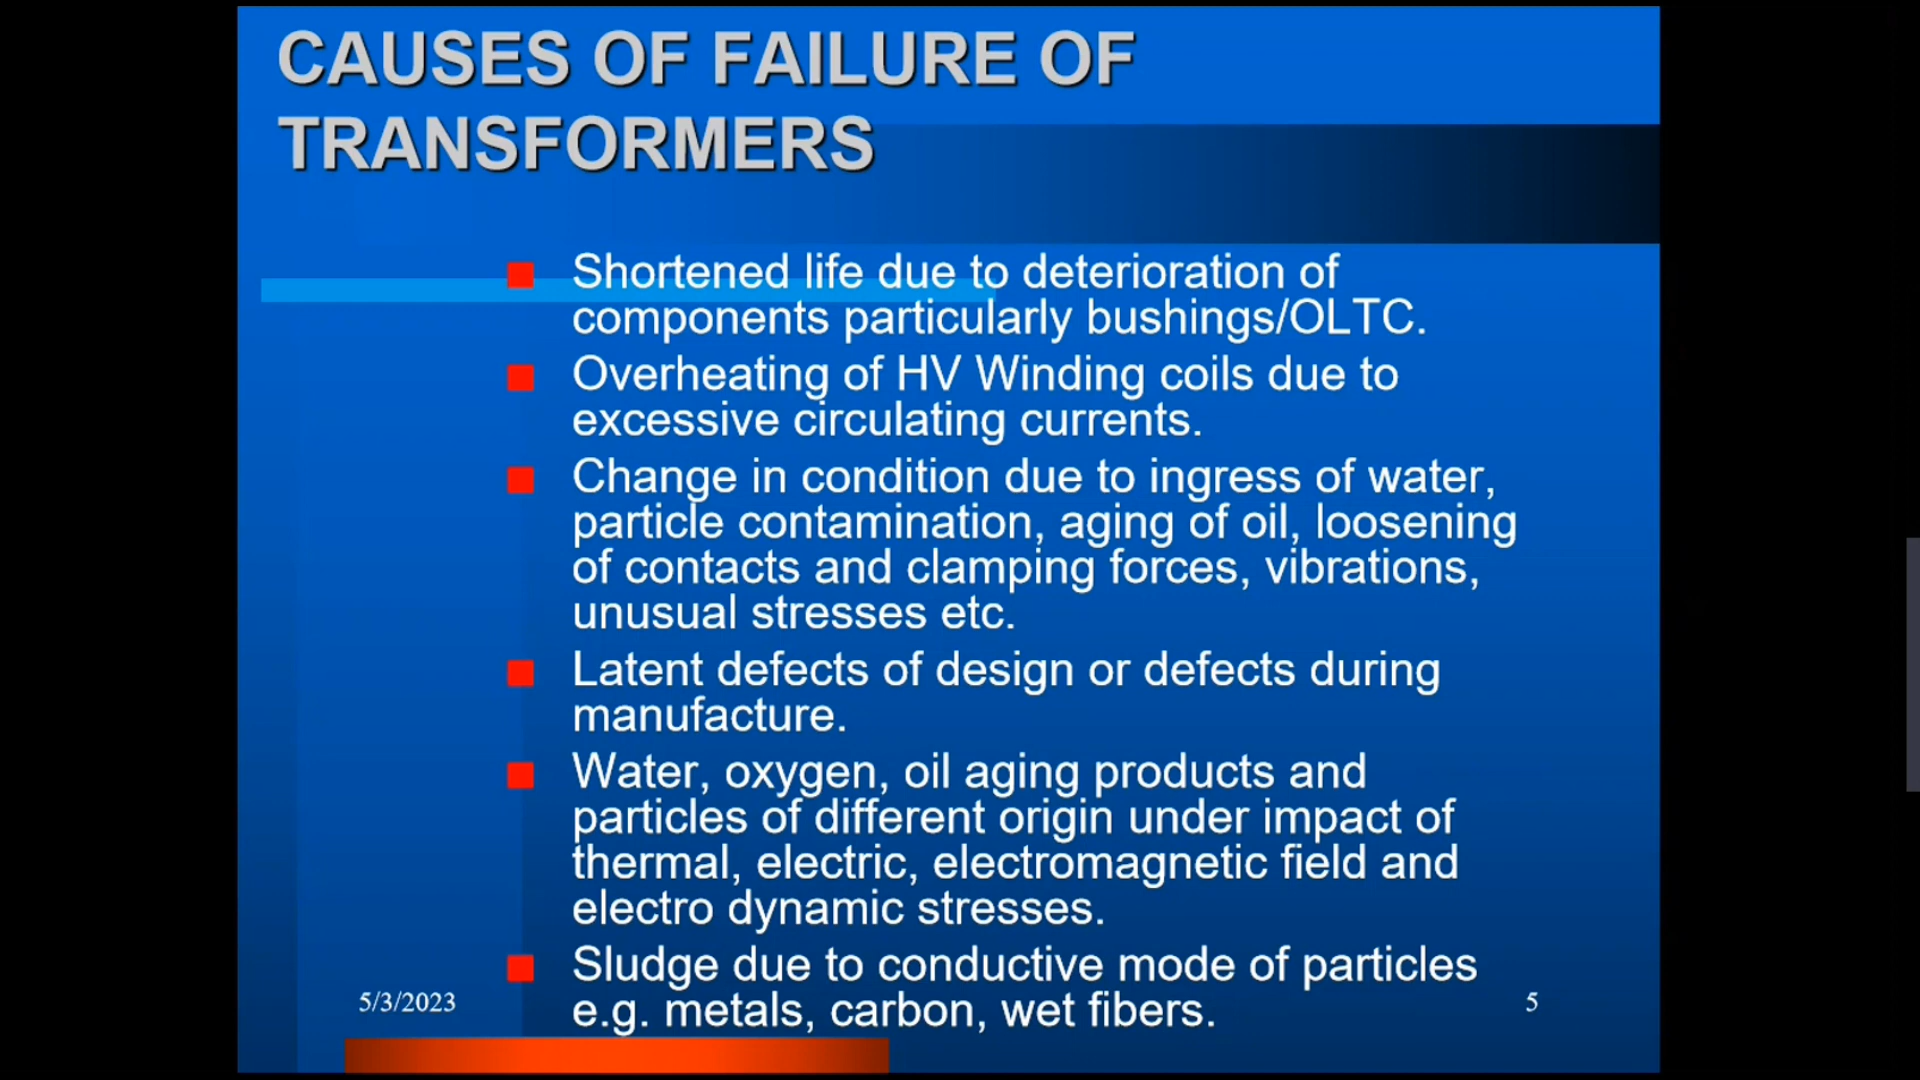 CAUSES OF FAILURE OF
TRANSFORMERS
Shortened life due to deterioration of
components particularly bushings/OLTC.
Overheating of HV Winding coils due to
excessive circulating currents.
Change in condition due to ingress of water,
particle contamination, aging of oil, loosening
of contacts and clamping forces, vibrations,
unusual stresses etc.
Latent defects of design or defects during
manufacture.
Water, oxygen, oil aging products and
particles of different origin under impact of
thermal, electric, electromagnetic field and
electro dynamic stresses.
Sludge due to conductive mode of particles
e.g. metals, carbon, wet fibers.
5/3/2023
5